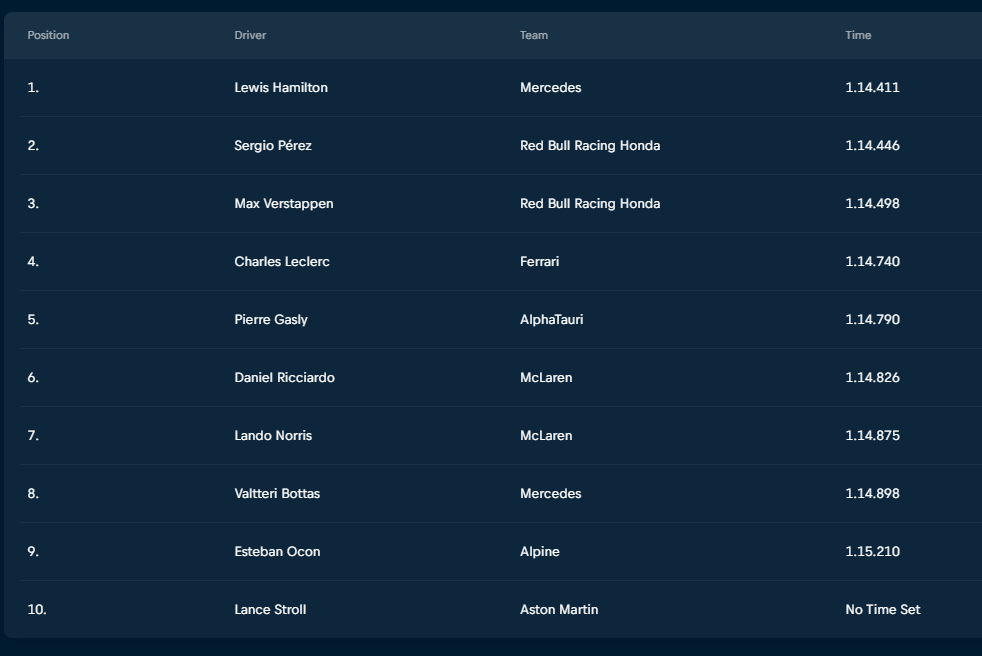 Position Driver Team Time
1. Lewis Hamilton Mercedes 1.14.411
2. Sergio Pérez Red Bull Racing Honda 1.14.446
3. Max Verstappen Red Bull Racing Honda 1.14.498
4. Charles Leclerc Ferrari 1.14.740
5. Pierre Gasly AlphaTauri 1.14.790
6. Daniel Ricciardo McLaren 1.14.826
7. Lando Norris McLaren 1.14.875
8. Valtteri Bottas Mercedes 1.14.898
9. Esteban Ocon Alpine 1.15.210
10. Lance Stroll Aston Martin No Time Set